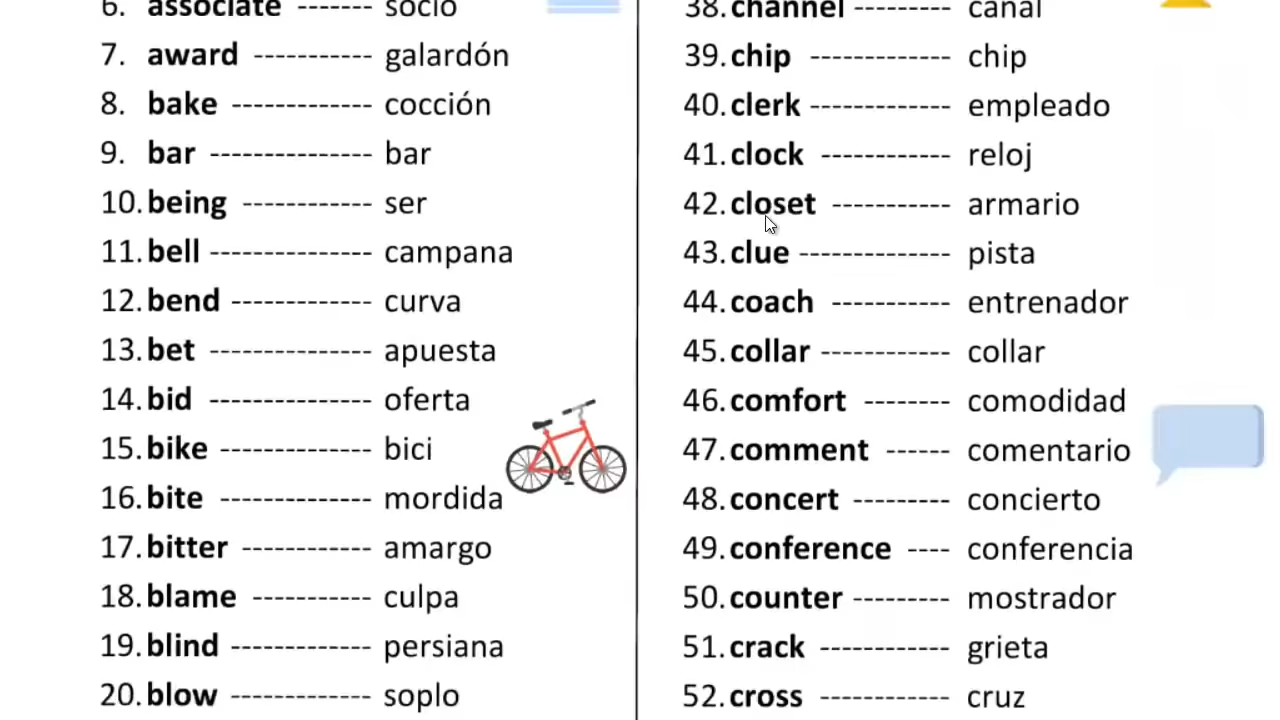 6. associate ------- socio
7. award ----------- galardón
8. bake ------------- cocción
9. bar --------------- bar
10. being ------------ ser
11. bell --------------- campana
12. bend ------------- curva
13. bet --------------- apuesta
14. bid --------------- oferta
15. bike -------------- bici
16. bite -------------- mordida
17. bitter ------------ amargo
18. blame ----------- culpa
19. blind ------------- persiana
20. blow ------------- soplo
38. channel --------- canal
39. chip ------------- chip
40. clerk ------------- empleado
41. clock ------------ reloj
42. closet ----------- armario
43. clue -------------- pista
44. coach ----------- entrenador
45. collar ------------ collar
46. comfort -------- comodidad
47. comment ------ comentario
48. concert --------- concierto
49. conference ---- conferencia
50. counter --------- mostrador
51. crack ------------ grieta
52. cross ------------ cruz